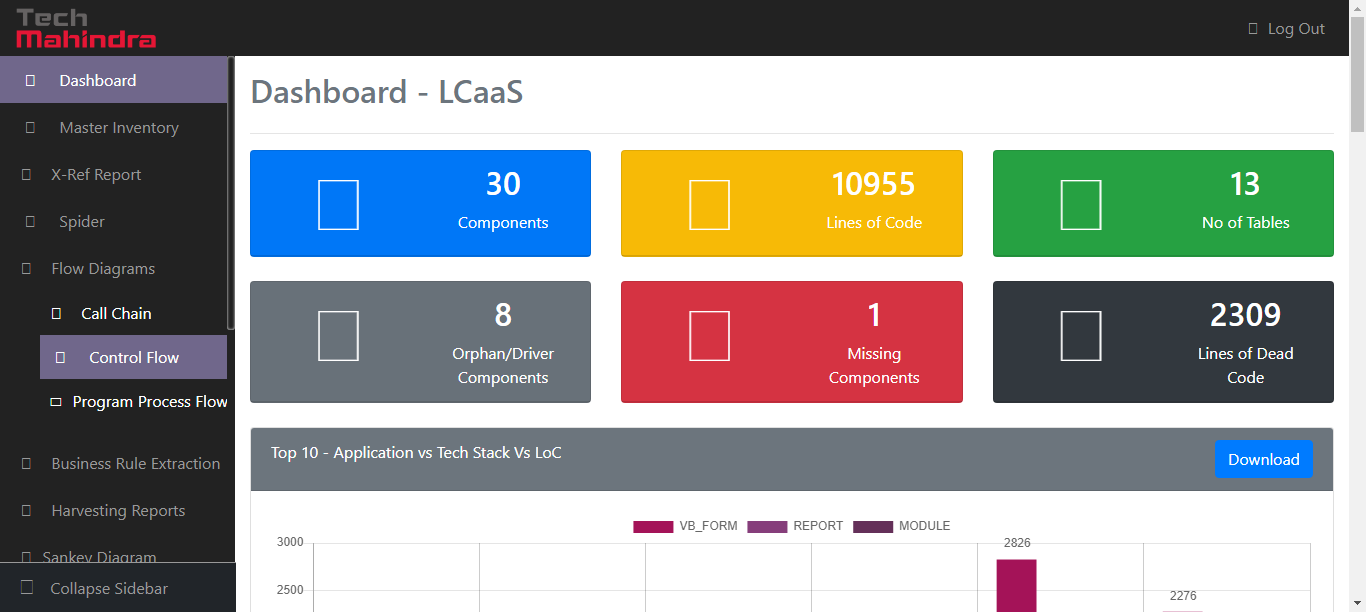 Tech
Mahindra
Log Out
Dashboard
Master Inventory
X-Ref Report
Spider
Flow Diagrams
Call Chain
Control Flow
Program Process Flow
Business Rule Extraction
Harvesting Reports
Sankey Diagram
Collapse Sidebar
Dashboard - LCaaS
30
Components
10955
Lines of Code
13
No of Tables
8
Orphan/Driver
Components
1
Missing
Components
2309
Lines of Dead
Code
Top 10 - Application vs Tech Stack Vs LoC
Download
VB_FORM REPORT MODULE
3000
2826
2500
2276